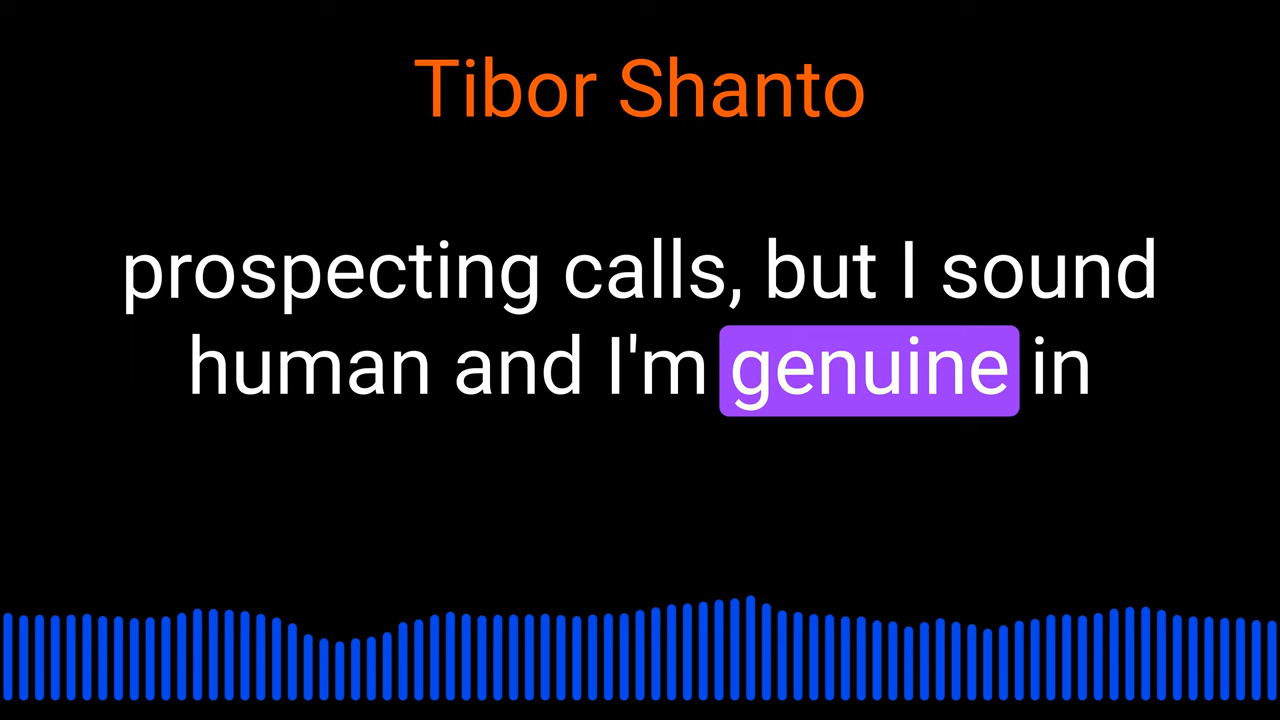 Tibor Shanto
prospecting calls, but I sound
human and I'm genuine in